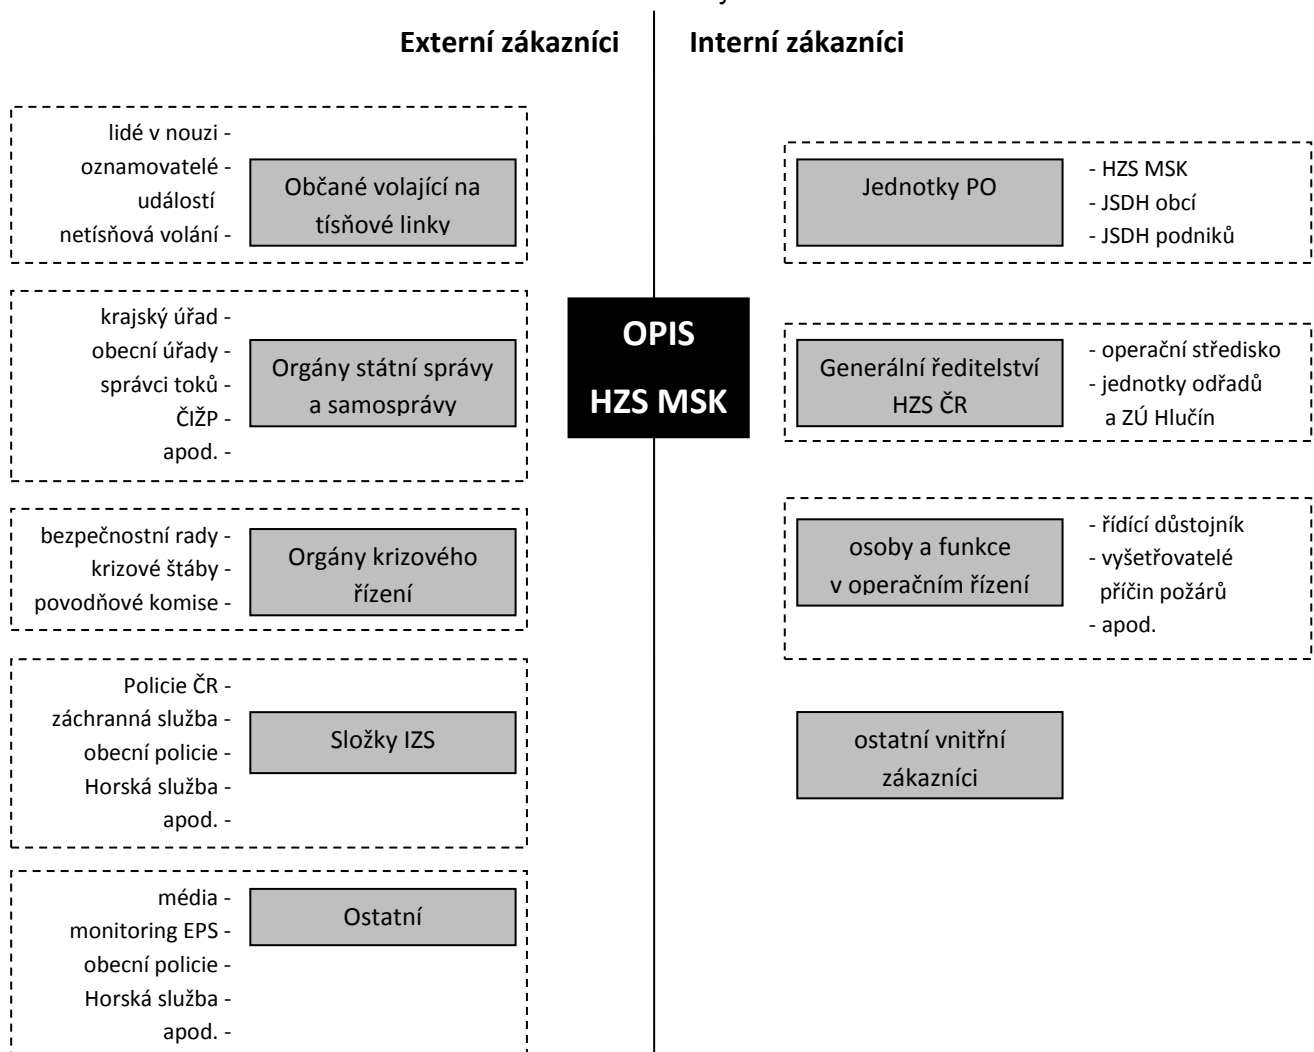 Externí zákazníci
Interní zákazníci
lidé v nouzi -
oznamovatelé -
událostí
netísňová volání -
Občané volající na
tísňové linky
krajský úřad -
obecní úřady -
správci toků -
ČIŽP -
apod. -
Orgány státní správy
a samosprávy
bezpečnostní rady -
krizové štáby -
povodňové komise -
Orgány krizového
řízení
Policie ČR -
záchranná služba -
obecní policie -
Horská služba -
apod. -
Složky IZS
média -
monitoring EPS -
obecní policie -
Horská služba -
apod. -
Ostatní
OPIS
HZS MSK
Jednotky PO
- HZS MSK
- JSDH obcí
- JSDH podniků
Generální ředitelství
HZS ČR
- operační středisko
- jednotky odřadů
a ZÚ Hlučín
osoby a funkce
v operačním řízení
- řídící důstojník
- vyšetřovatelé
příčin požárů
- apod.
ostatní vnitřní
zákazníci